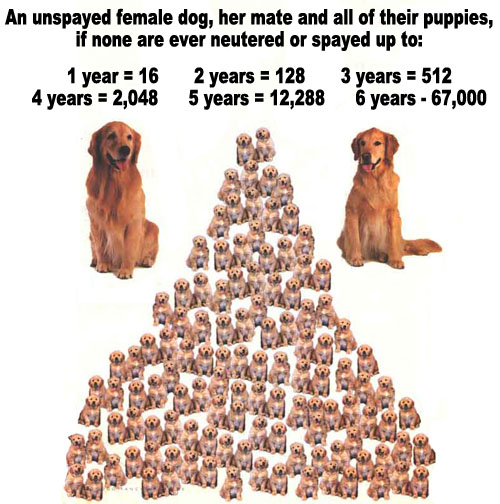 An unspayed female dog, her mate and all of their puppies,
if none are ever neutered or spayed up to:
1 year = 16 2 years = 128 3 years = 512
4 years = 2,048 5 years = 12,288 6 years - 67,000